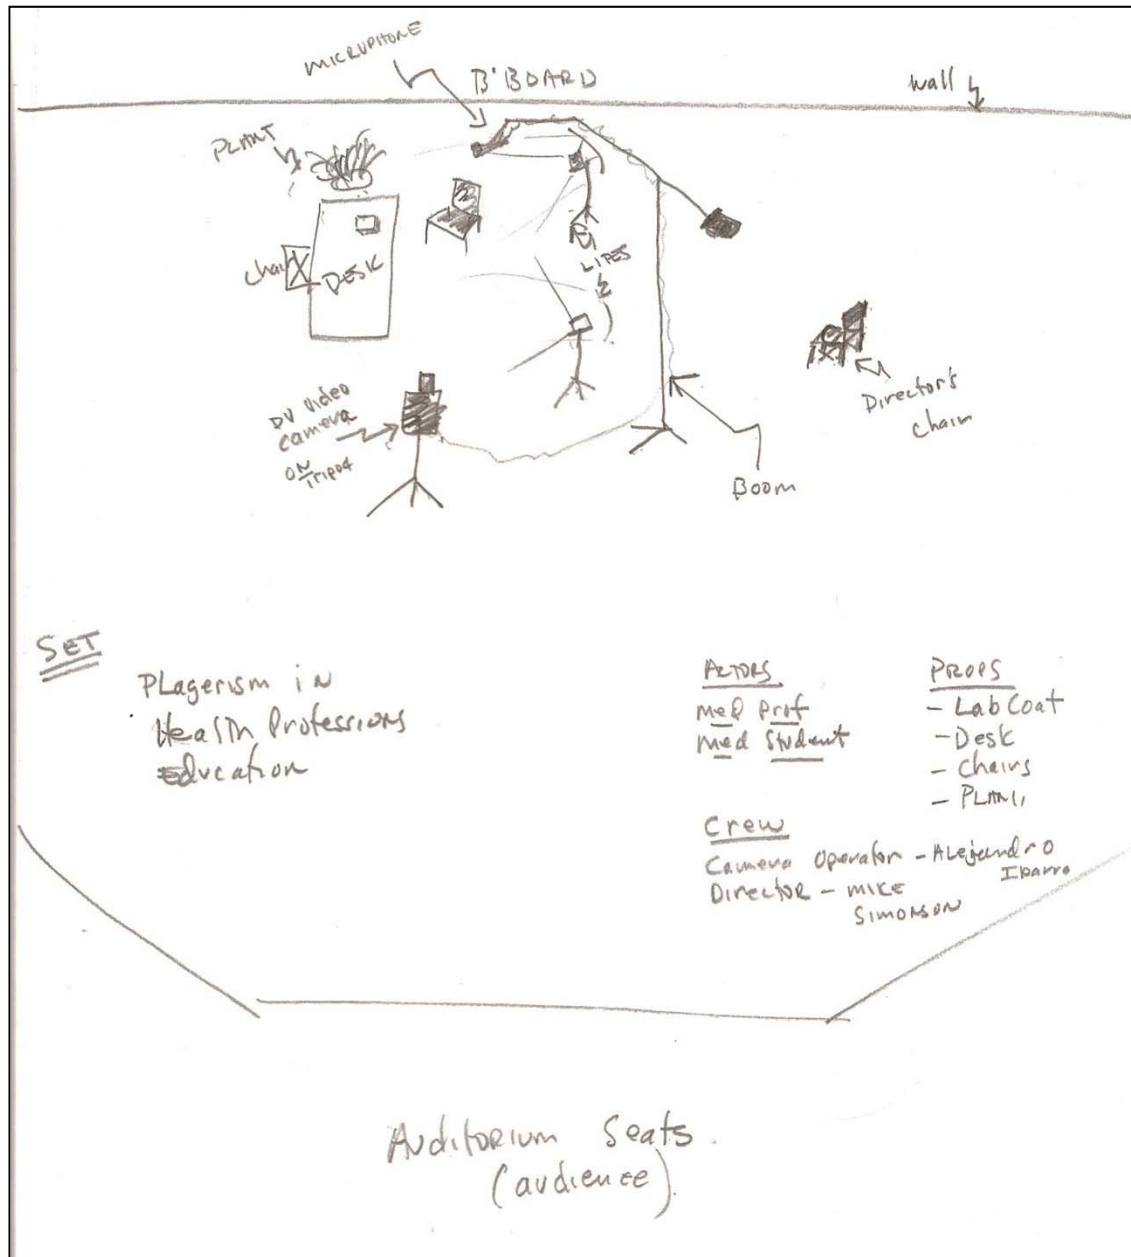 MICROPHONE
B'BOARD
wall
PLANT
chair
DESK
LITES
DV Video
camera
ON
Tripod
Director's
chair
Boom
SET
PLagerism iN
Health Professions
Education
ACTORS
Med Prof
Med Student
PROPS
- Lab Coat
- Desk
- Chairs
- PLANT
Crew
Camera Operator - Alejandro
Ibarro
Director - MIKE
SIMONSON
Auditorium Seats
(audience)